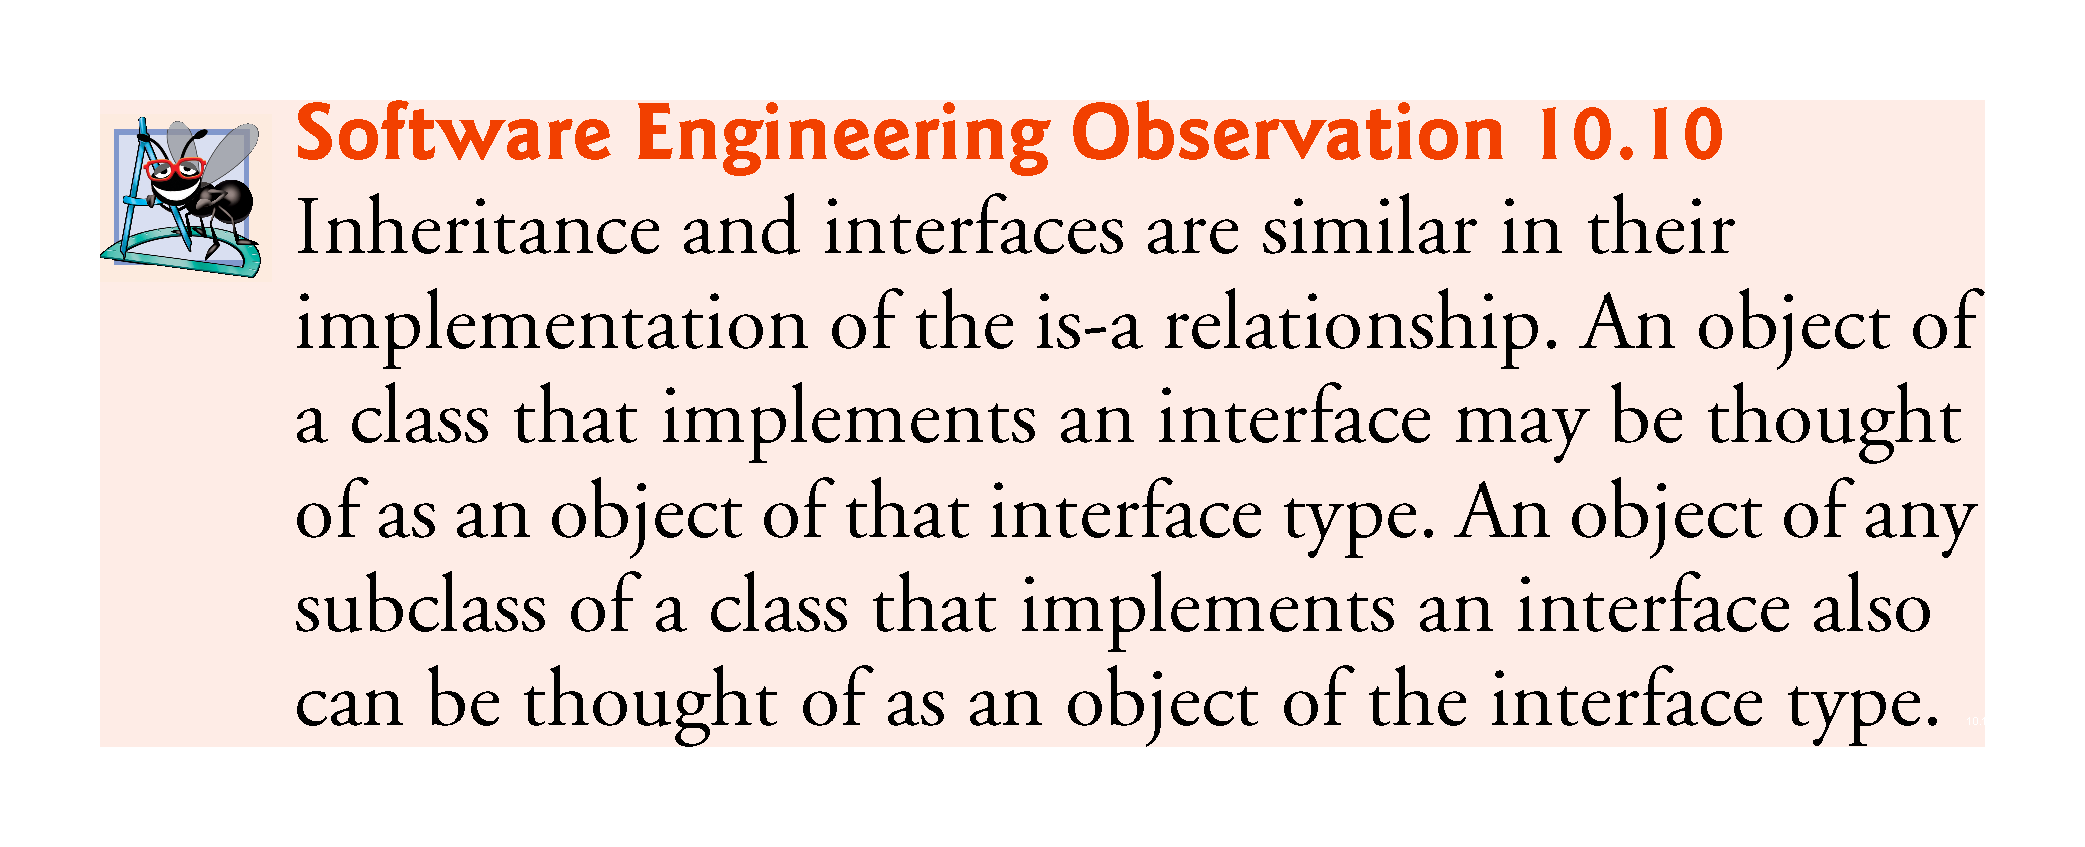 Software Engineering Observation 10.10
Inheritance and interfaces are similar in their
implementation of the is-a relationship. An object of
a class that implements an interface may be thought
of as an object of that interface type. An object of any
subclass of a class that implements an interface also
can be thought of as an object of the interface type.